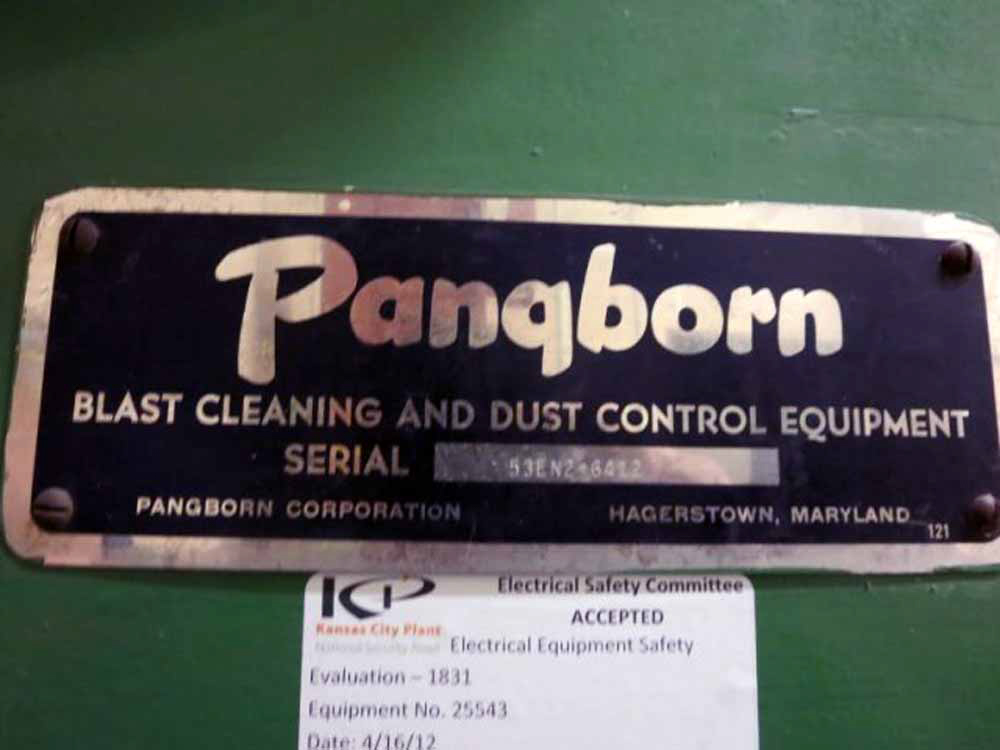 Pangborn
BLAST CLEANING AND DUST CONTROL EQUIPMENT
SERIAL
PANGBORN CORPORATION HAGERSTOWN, MARYLAND
121
KCP
Kansas City Plant
Electrical Safety Committee
ACCEPTED
Electrical Equipment Safety
Evaluation – 1831
Equipment No. 25543
Date: 4/16/12